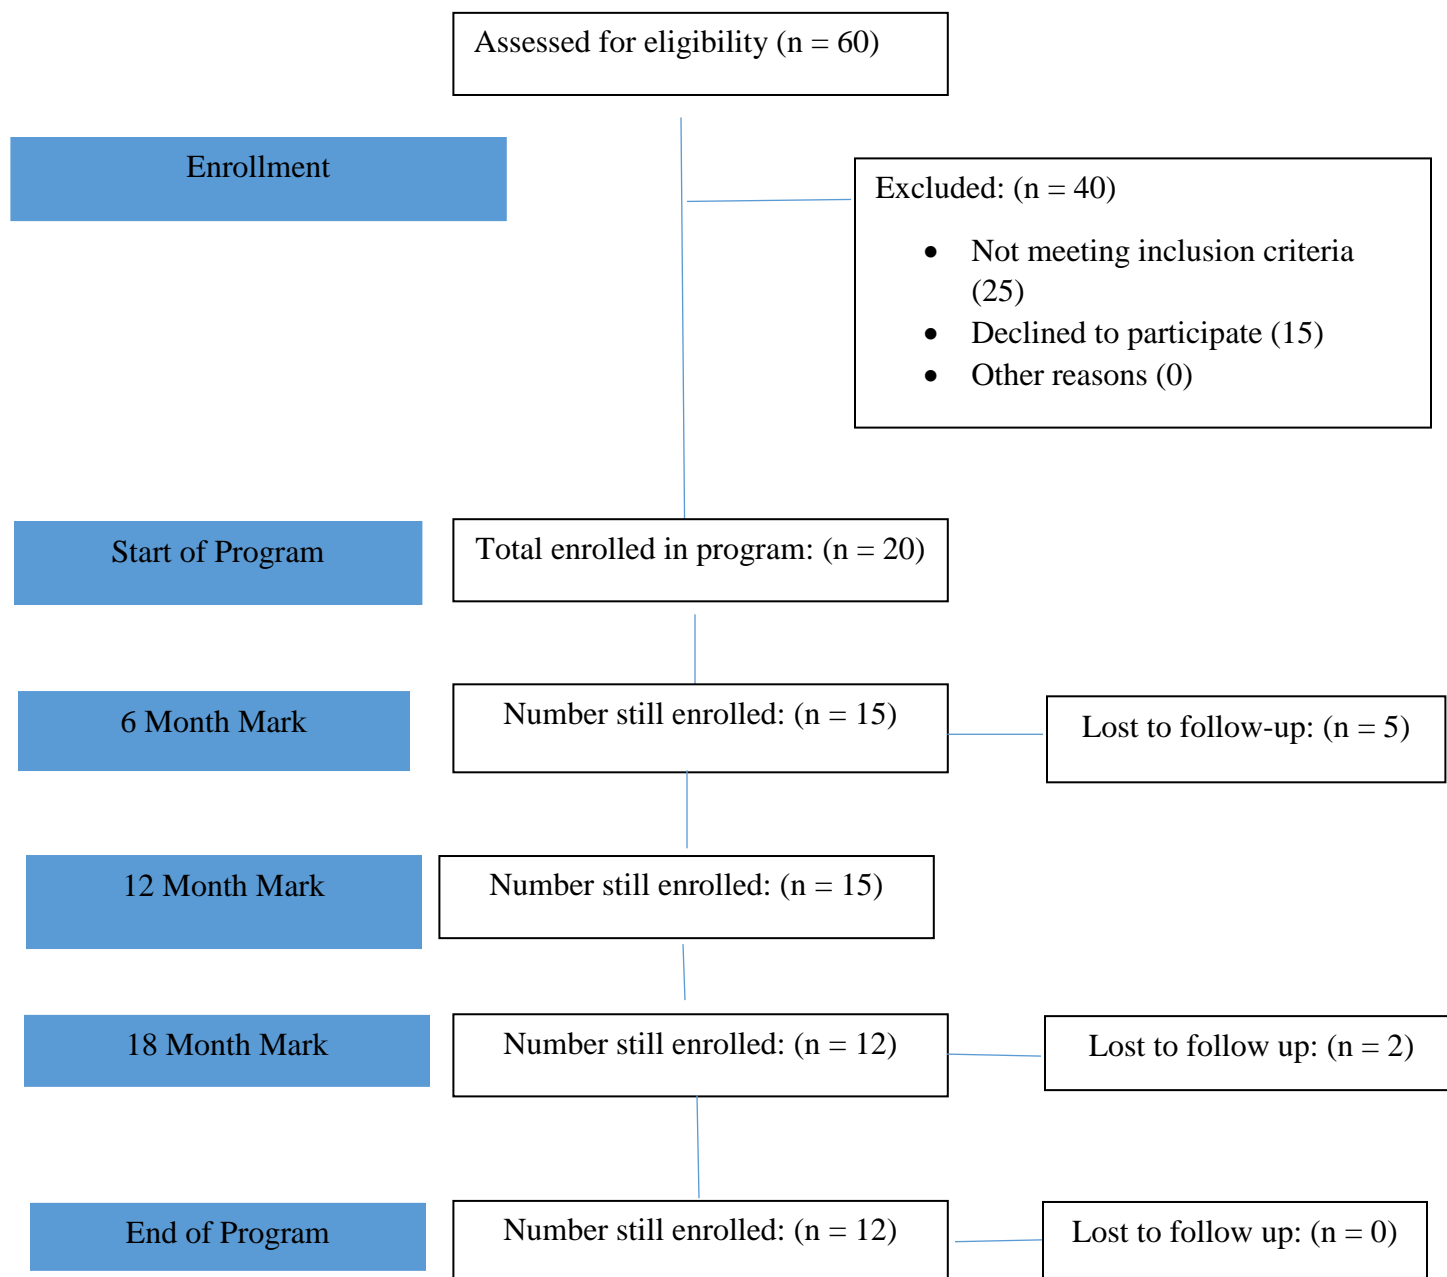 Assessed for eligibility (n = 60)
Enrollment
Excluded: (n = 40)
• Not meeting inclusion criteria
(25)
• Declined to participate (15)
• Other reasons (0)
Start of Program
Total enrolled in program: (n = 20)
6 Month Mark
Number still enrolled: (n = 15)
Lost to follow-up: (n = 5)
12 Month Mark
Number still enrolled: (n = 15)
18 Month Mark
Number still enrolled: (n = 12)
Lost to follow up: (n = 2)
End of Program
Number still enrolled: (n = 12)
Lost to follow up: (n = 0)